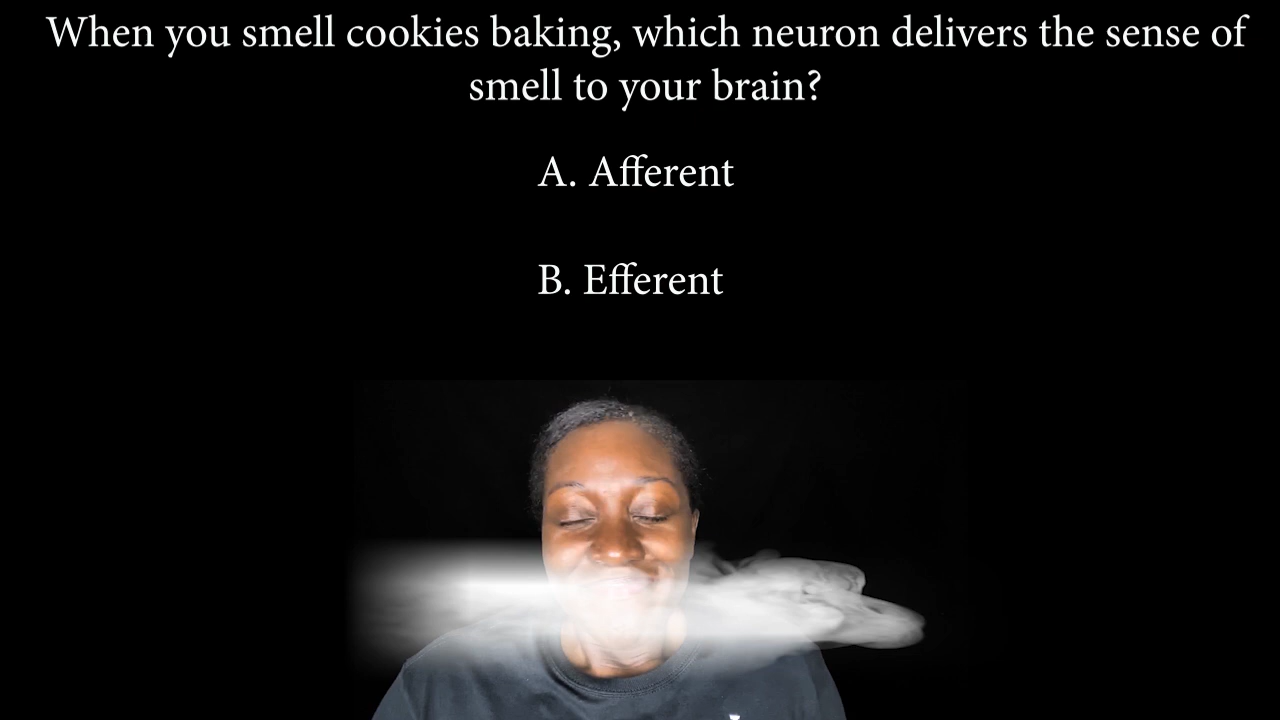 When you smell cookies baking, which neuron delivers the sense of
smell to your brain?
A. Afferent
B. Efferent